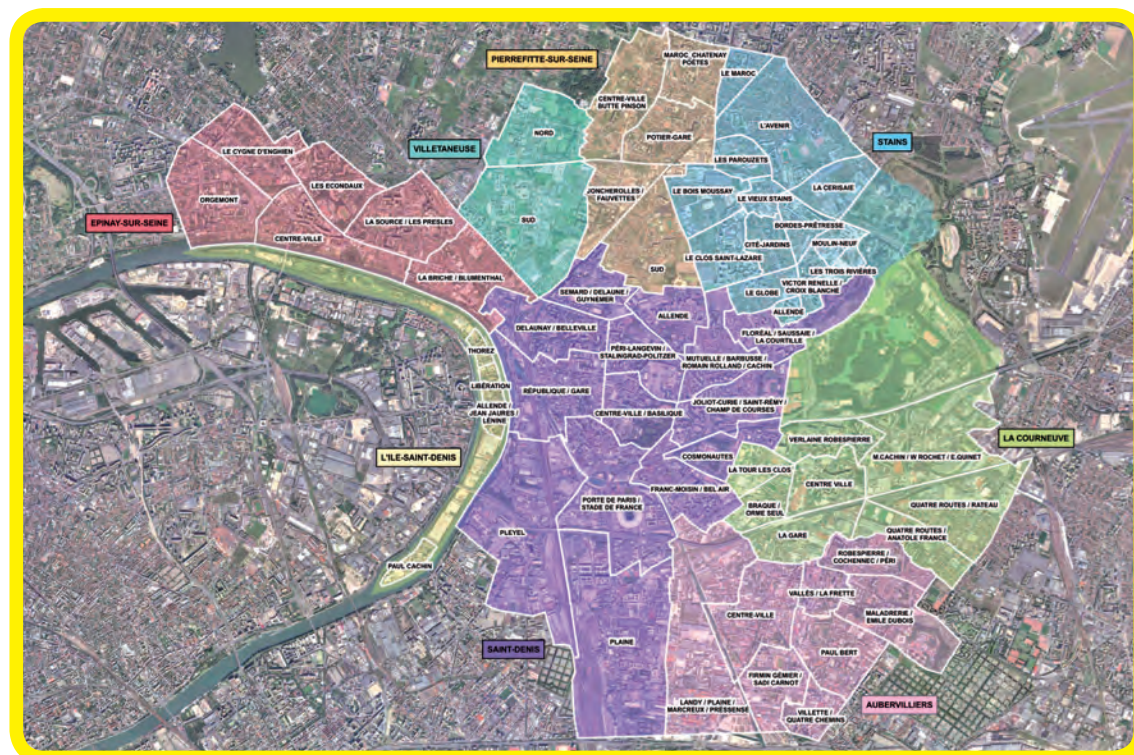 PIERREFITTE-SUR-SEINE
MAROC_CHATENAY
POÈTES
LE MAROC
CENTRE-VILLE
BUTTE PINSON
L'AVENIR
NORD
POTIER-GARE
STAINS
VILLETANEUSE
LE CYGNE D'ENGHIEN
LES PAROUZETS
LES ECONDAUX
JONCHEROLLES /
FAUVETTES
LE BOIS MOUSSAY
LA CERISAIE
ORGEMONT
LE VIEUX STAINS
LA SOURCE / LES PRESLES
SUD
EPINAY-SUR-SEINE
BORDES-PRÊTRESSE
CENTRE-VILLE
CITÉ-JARDINS
MOULIN-NEUF
LE CLOS SAINT-LAZARE
SUD
LES TROIS RIVIÈRES
LA BRICHE / BLUMENTHAL
VICTOR RENELLE /
CROIX BLANCHE
SEMARD / DELAUNE /
GUYNEMER
LE GLOBE
ALLENDE
ALLENDE
DELAUNAY / BELLEVILLE
FLORÉAL / SAUSSAIE /
LA COURTILLE
THOREZ
PÉRI-LANGEVIN /
STALINGRAD-POLITZER
MUTUELLE / BARBUSSE /
ROMAIN ROLLAND / CACHIN
LIBÉRATION
RÉPUBLIQUE / GARE
ALLENDE /
JEAN JAURES /
LÉNINE
JOLIOT-CURIE / SAINT-RÉMY /
CHAMP DE COURSES
CENTRE-VILLE / BASILIQUE
VERLAINE ROBESPIERRE
LA COURNEUVE
L'ILE-SAINT-DENIS
COSMONAUTES
M.CACHIN / W ROCHET / E.QUINET
LA TOUR LES CLOS
CENTRE VILLE
FRANC-MOISIN / BEL AIR
PORTE DE PARIS /
STADE DE FRANCE
BRAQUE /
ORME SEUL
QUATRE ROUTES / RATEAU
PLEYEL
LA GARE
QUATRE ROUTES /
ANATOLE FRANCE
ROBESPIERRE /
COCHENNEC / PÉRI
PAUL CACHIN
VALLÈS / LA FRETTE
CENTRE-VILLE
MALADRERIE /
EMILE DUBOIS
SAINT-DENIS
PLAINE
PAUL BERT
FIRMIN GÉMIER /
SADI CARNOT
LANDY / PLAINE /
MARCREUX / PRESSENSÉ
AUBERVILLIERS
VILLETTE /
QUATRE CHEMINS